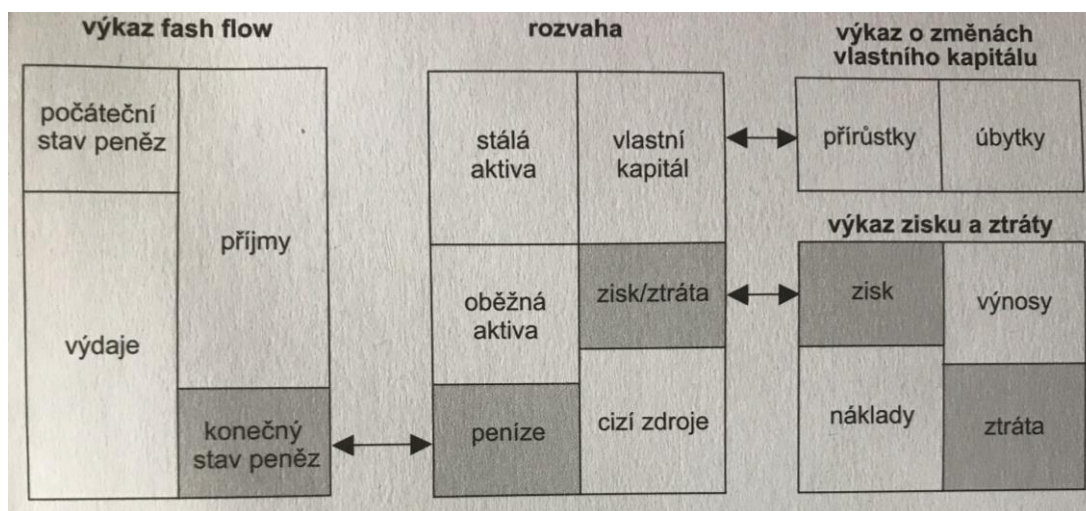 výkaz fash flow
počáteční
stav peněz
příjmy
výdaje
konečný
stav peněz
rozvaha
stálá
aktiva
vlastní
kapitál
oběžná
aktiva
zisk/ztráta
peníze
cizí zdroje
výkaz o změnách
vlastního kapitálu
přírůstky
úbytky
výkaz zisku a ztráty
zisk
výnosy
náklady
ztráta